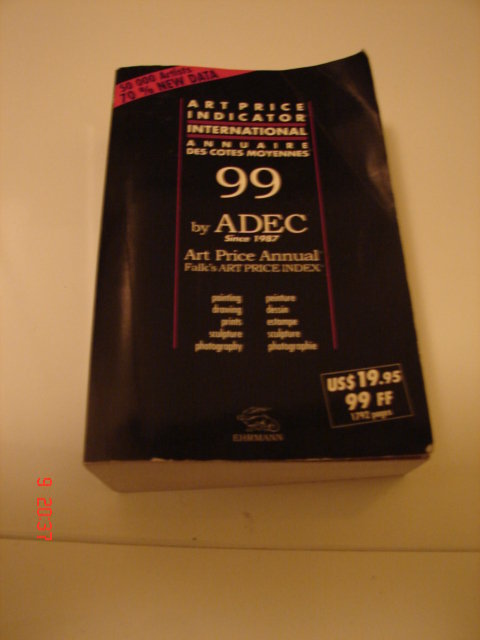 50 000 Artists
70 % NEW DATA
ART PRICE
INDICATOR
INTERNATIONAL
ANNUAIRE
DES COTES MOYENNES
99
by ADEC
Since 1987
Art Price Annual
Falk's ART PRICE INDEX
painting peinture
drawing dessin
prints estampe
sculpture sculpture
photography photographie
US$ 19.95
99 FF
1792 pages
EHRMANN
9 20:37